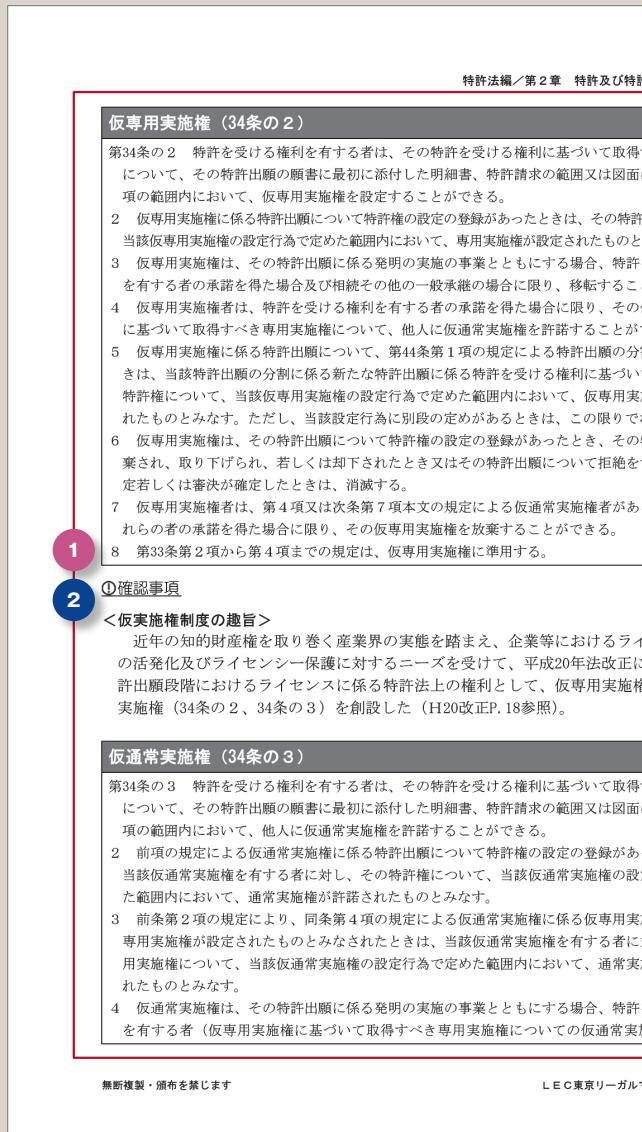 特許法編／第２章　特許及び特許
仮専用実施権（34条の２）
第34条の２　特許を受ける権利を有する者は、その特許を受ける権利に基づいて取得
について、その特許出願の願書に最初に添付した明細書、特許請求の範囲又は図面
項の範囲内において、仮専用実施権を設定することができる。
２　仮専用実施権に係る特許出願について特許権の設定の登録があったときは、その特許
当該仮専用実施権の設定行為で定めた範囲内において、専用実施権が設定されたものと
３　仮専用実施権は、その特許出願に係る発明の実施の事業とともにする場合、特許
を有する者の承諾を得た場合及び相続その他の一般承継の場合に限り、移転するこ
４　仮専用実施権者は、特許を受ける権利を有する者の承諾を得た場合に限り、その
に基づいて取得すべき専用実施権について、他人に仮通常実施権を許諾することが
５　仮専用実施権に係る特許出願について、第44条第１項の規定による特許出願の分
きは、当該特許出願の分割に係る新たな特許出願に係る特許を受ける権利に基づい
特許権について、当該仮専用実施権の設定行為で定めた範囲内において、仮専用実
れたものとみなす。ただし、当該設定行為に別段の定めがあるときは、この限りで
６　仮専用実施権は、その特許出願について特許権の設定の登録があったとき、その
棄され、取り下げられ、若しくは却下されたとき又はその特許出願について拒絶を
定若しくは審決が確定したときは、消滅する。
７　仮専用実施権者は、第４項又は次条第７項本文の規定による仮通常実施権者があ
れらの者の承諾を得た場合に限り、その仮専用実施権を放棄することができる。
1
８　第33条第２項から第４項までの規定は、仮専用実施権に準用する。
2
①確認事項
＜仮実施権制度の趣旨＞
近年の知的財産権を取り巻く産業界の実態を踏まえ、企業等におけるライ
の活発化及びライセンシー保護に対するニーズを受けて、平成20年法改正に
許出願段階におけるライセンスに係る特許法上の権利として、仮専用実施権
実施権（34条の２、34条の３）を創設した（H20改正P.18参照）。
仮通常実施権（34条の３）
第34条の３　特許を受ける権利を有する者は、その特許を受ける権利に基づいて取得
について、その特許出願の願書に最初に添付した明細書、特許請求の範囲又は図面
項の範囲内において、他人に仮通常実施権を許諾することができる。
２　前項の規定による仮通常実施権に係る特許出願について特許権の設定の登録があ
当該仮通常実施権を有する者に対し、その特許権について、当該仮通常実施権の設
た範囲内において、通常実施権が許諾されたものとみなす。
３　前条第２項の規定により、同条第４項の規定による仮通常実施権に係る仮専用実
専用実施権が設定されたものとみなされたときは、当該仮通常実施権を有する者に
用実施権について、当該仮通常実施権の設定行為で定めた範囲内において、通常実
れたものとみなす。
４　仮通常実施権は、その特許出願に係る発明の実施の事業とともにする場合、特許
を有する者（仮専用実施権に基づいて取得すべき専用実施権についての仮通常実
無断複製・頒布を禁じます
ＬＥＣ東京リーガル